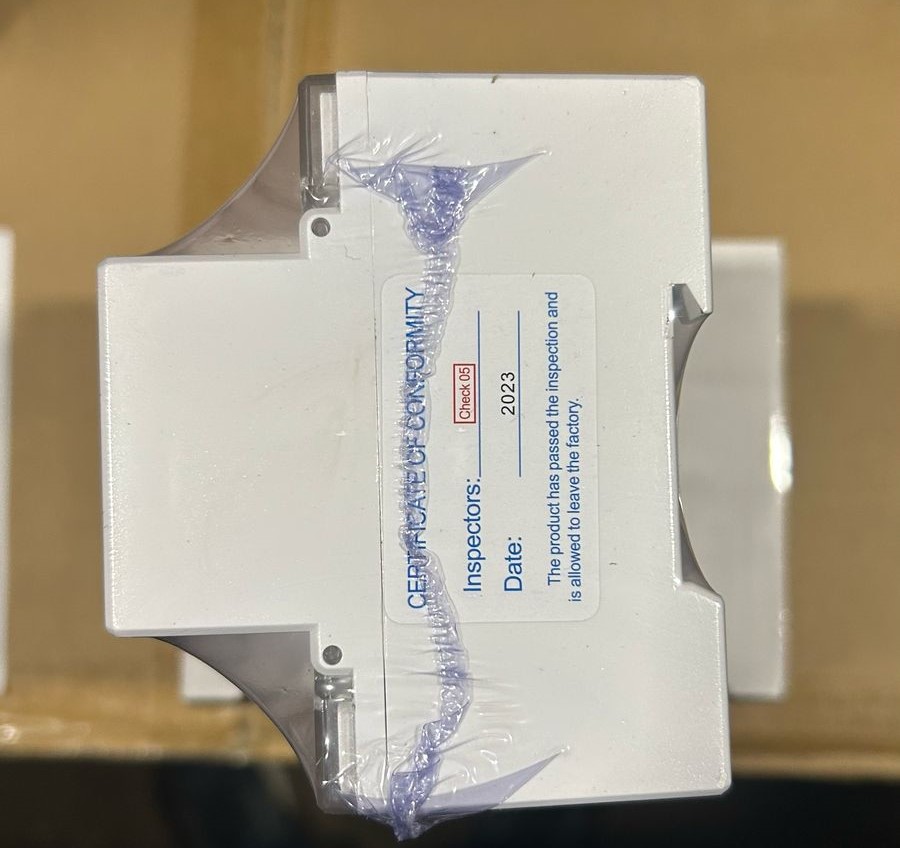 CERTIFICATE OF CONFORMITY
Inspectors: Check 05
Date: 2023
The product has passed the inspection and
is allowed to leave the factory.